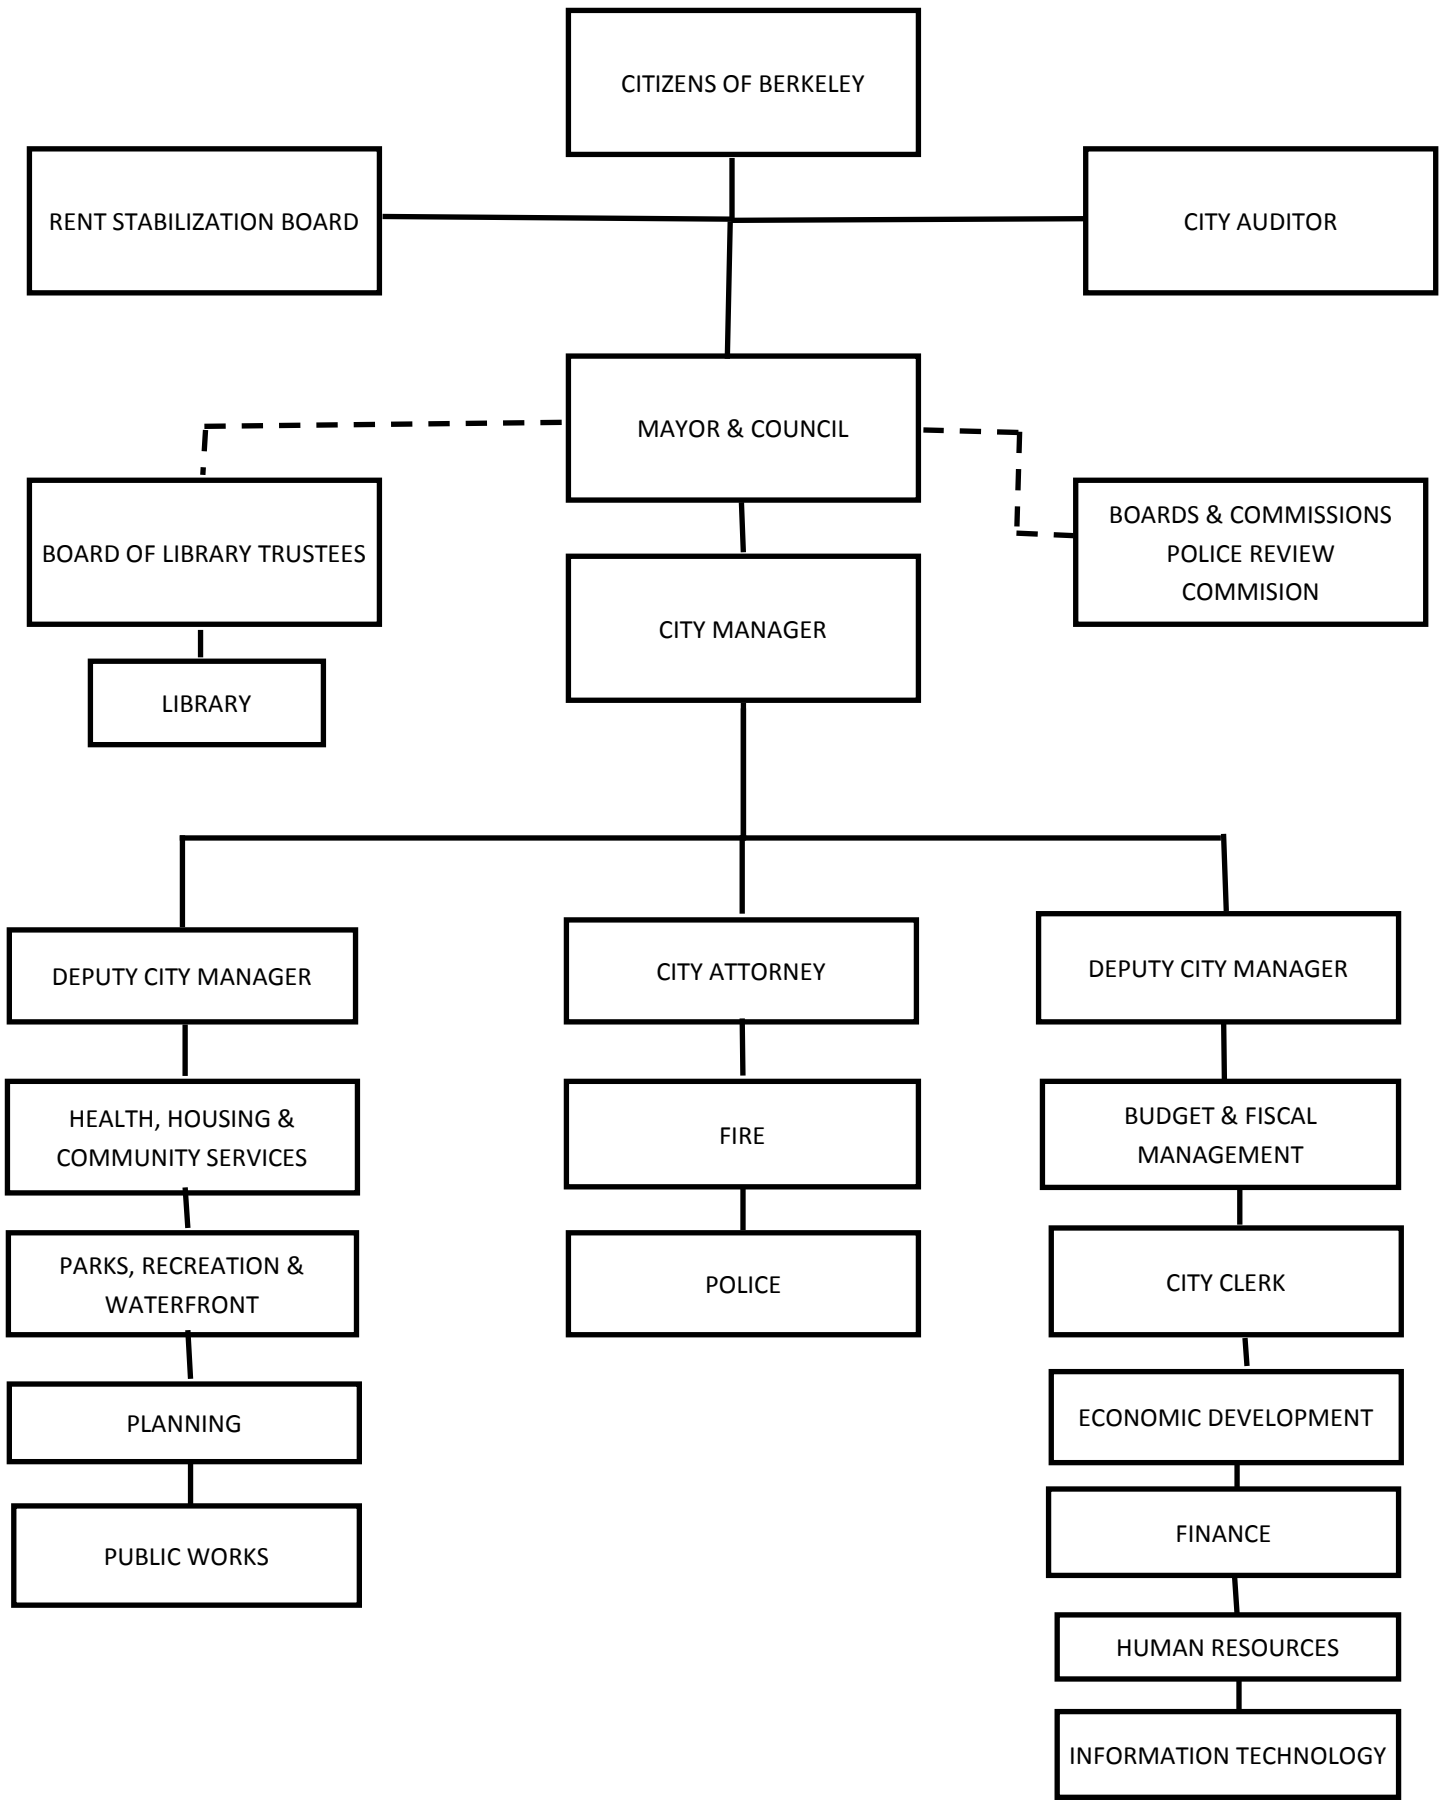 CITIZENS OF BERKELEY
RENT STABILIZATION BOARD
CITY AUDITOR
MAYOR & COUNCIL
BOARD OF LIBRARY TRUSTEES
BOARDS & COMMISSIONS
POLICE REVIEW
COMMISION
CITY MANAGER
LIBRARY
DEPUTY CITY MANAGER
CITY ATTORNEY
DEPUTY CITY MANAGER
HEALTH, HOUSING &
COMMUNITY SERVICES
FIRE
BUDGET & FISCAL
MANAGEMENT
PARKS, RECREATION &
WATERFRONT
POLICE
CITY CLERK
PLANNING
ECONOMIC DEVELOPMENT
PUBLIC WORKS
FINANCE
HUMAN RESOURCES
INFORMATION TECHNOLOGY